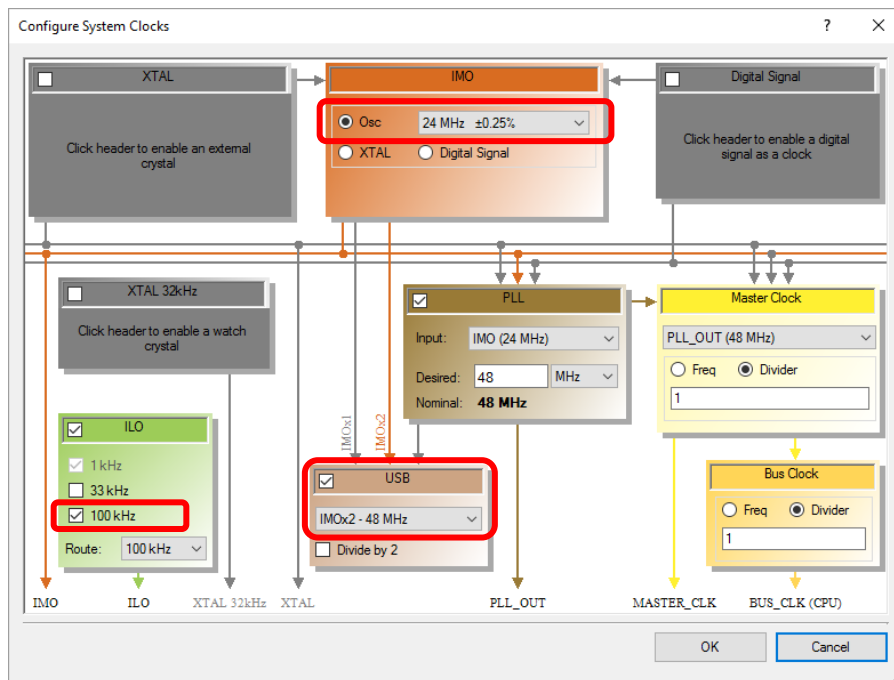 Configure System Clocks
?
XTAL
Click header to enable an external
crystal
IMO
Osc
24 MHz ±0.25%
XTAL
Digital Signal
Digital Signal
Click header to enable a digital
signal as a clock
XTAL 32kHz
Click header to enable a watch
crystal
PLL
Input:
IMO (24 MHz)
Desired:
48
MHz
Nominal:
48 MHz
Master Clock
PLL_OUT (48 MHz)
Freq
Divider
1
ILO
1 kHz
33 kHz
100 kHz
Route:
100 kHz
IMOx1
IMOx2
USB
IMOx2 - 48 MHz
Divide by 2
Bus Clock
Freq
Divider
1
IMO
ILO
XTAL 32kHz
XTAL
PLL_OUT
MASTER_CLK
BUS_CLK (CPU)
OK
Cancel